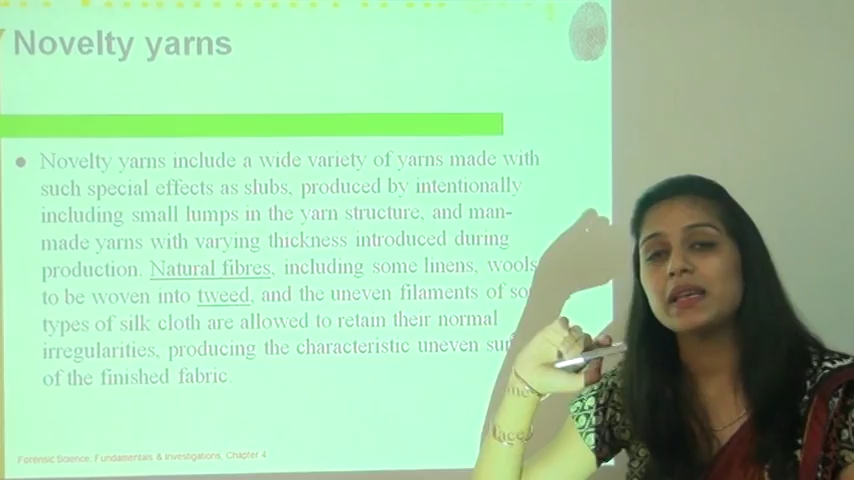 Novelty yarns
Novelty yarns include a wide variety of yarns made with
such special effects as slubs, produced by intentionally
including small lumps in the yarn structure, and man-
made yarns with varying thickness introduced during
production. Natural fibres, including some linens, wools
to be woven into tweed, and the uneven filaments of
types of silk cloth are allowed to retain their normal
irregularities, producing the characteristic uneven
of the finished fabric.
Forensic Science, Fundamentals & Investigations, Chapter 4